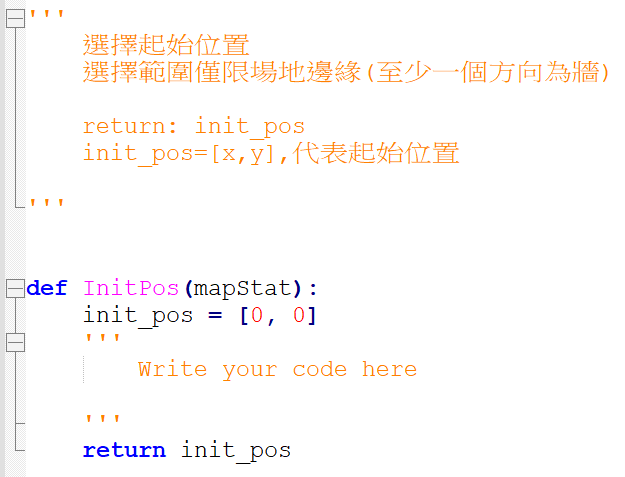 '''
選擇起始位置
選擇範圍僅限場地邊緣(至少一個方向為牆)
return: init_pos
init_pos=[x,y],代表起始位置
'''
def InitPos(mapStat):
init_pos = [0, 0]
'''
Write your code here
'''
return init_pos